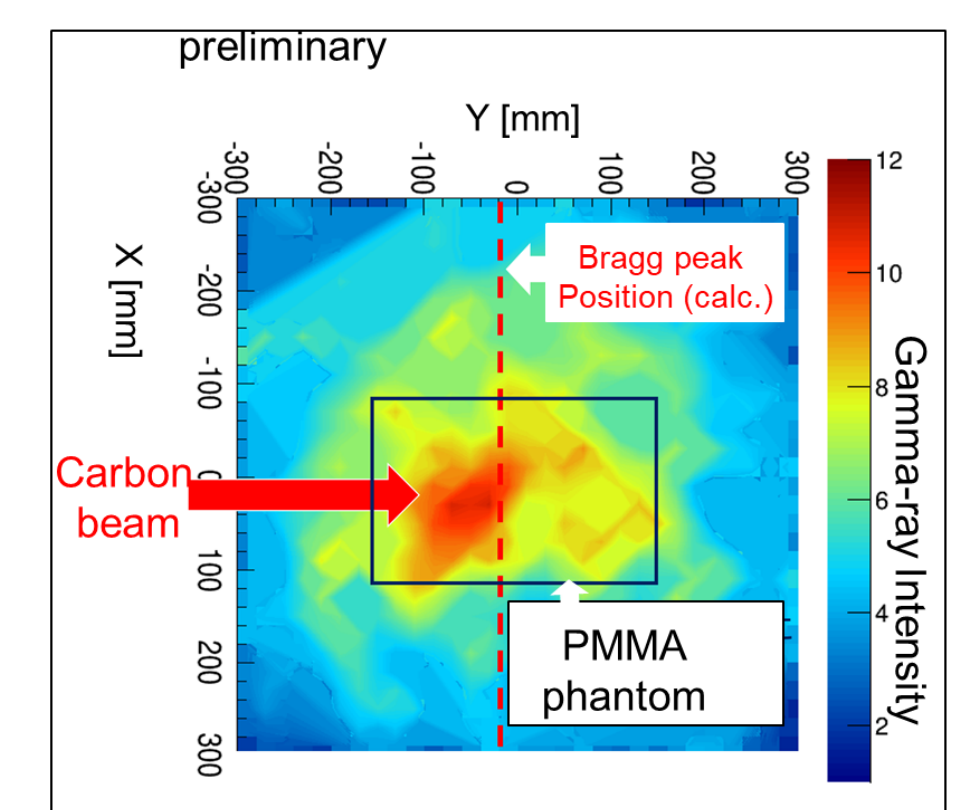 preliminary
Y [mm]
-300
-200
-100
0
100
200
300
X [mm]
-300
-200
-100
0
100
200
300
Bragg peak
Position (calc.)
Carbon
beam
PMMA
phantom
12
10
8
6
4
2
Gamma-ray Intensity